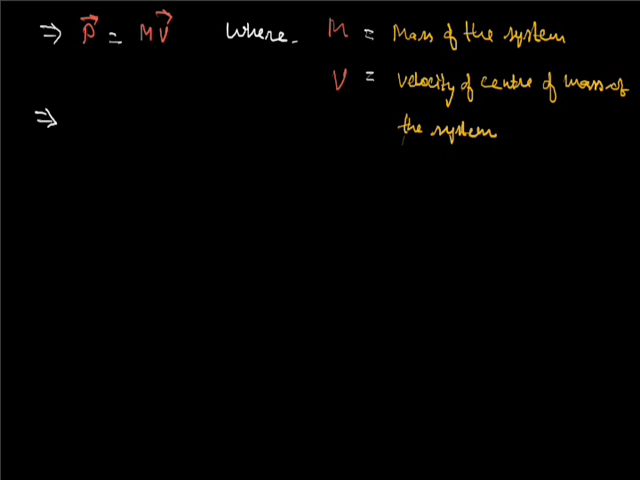 ⇒ P⃗ = MV⃗ Where - M = Mass of the system
V = Velocity of centre of mass of
the system
⇒